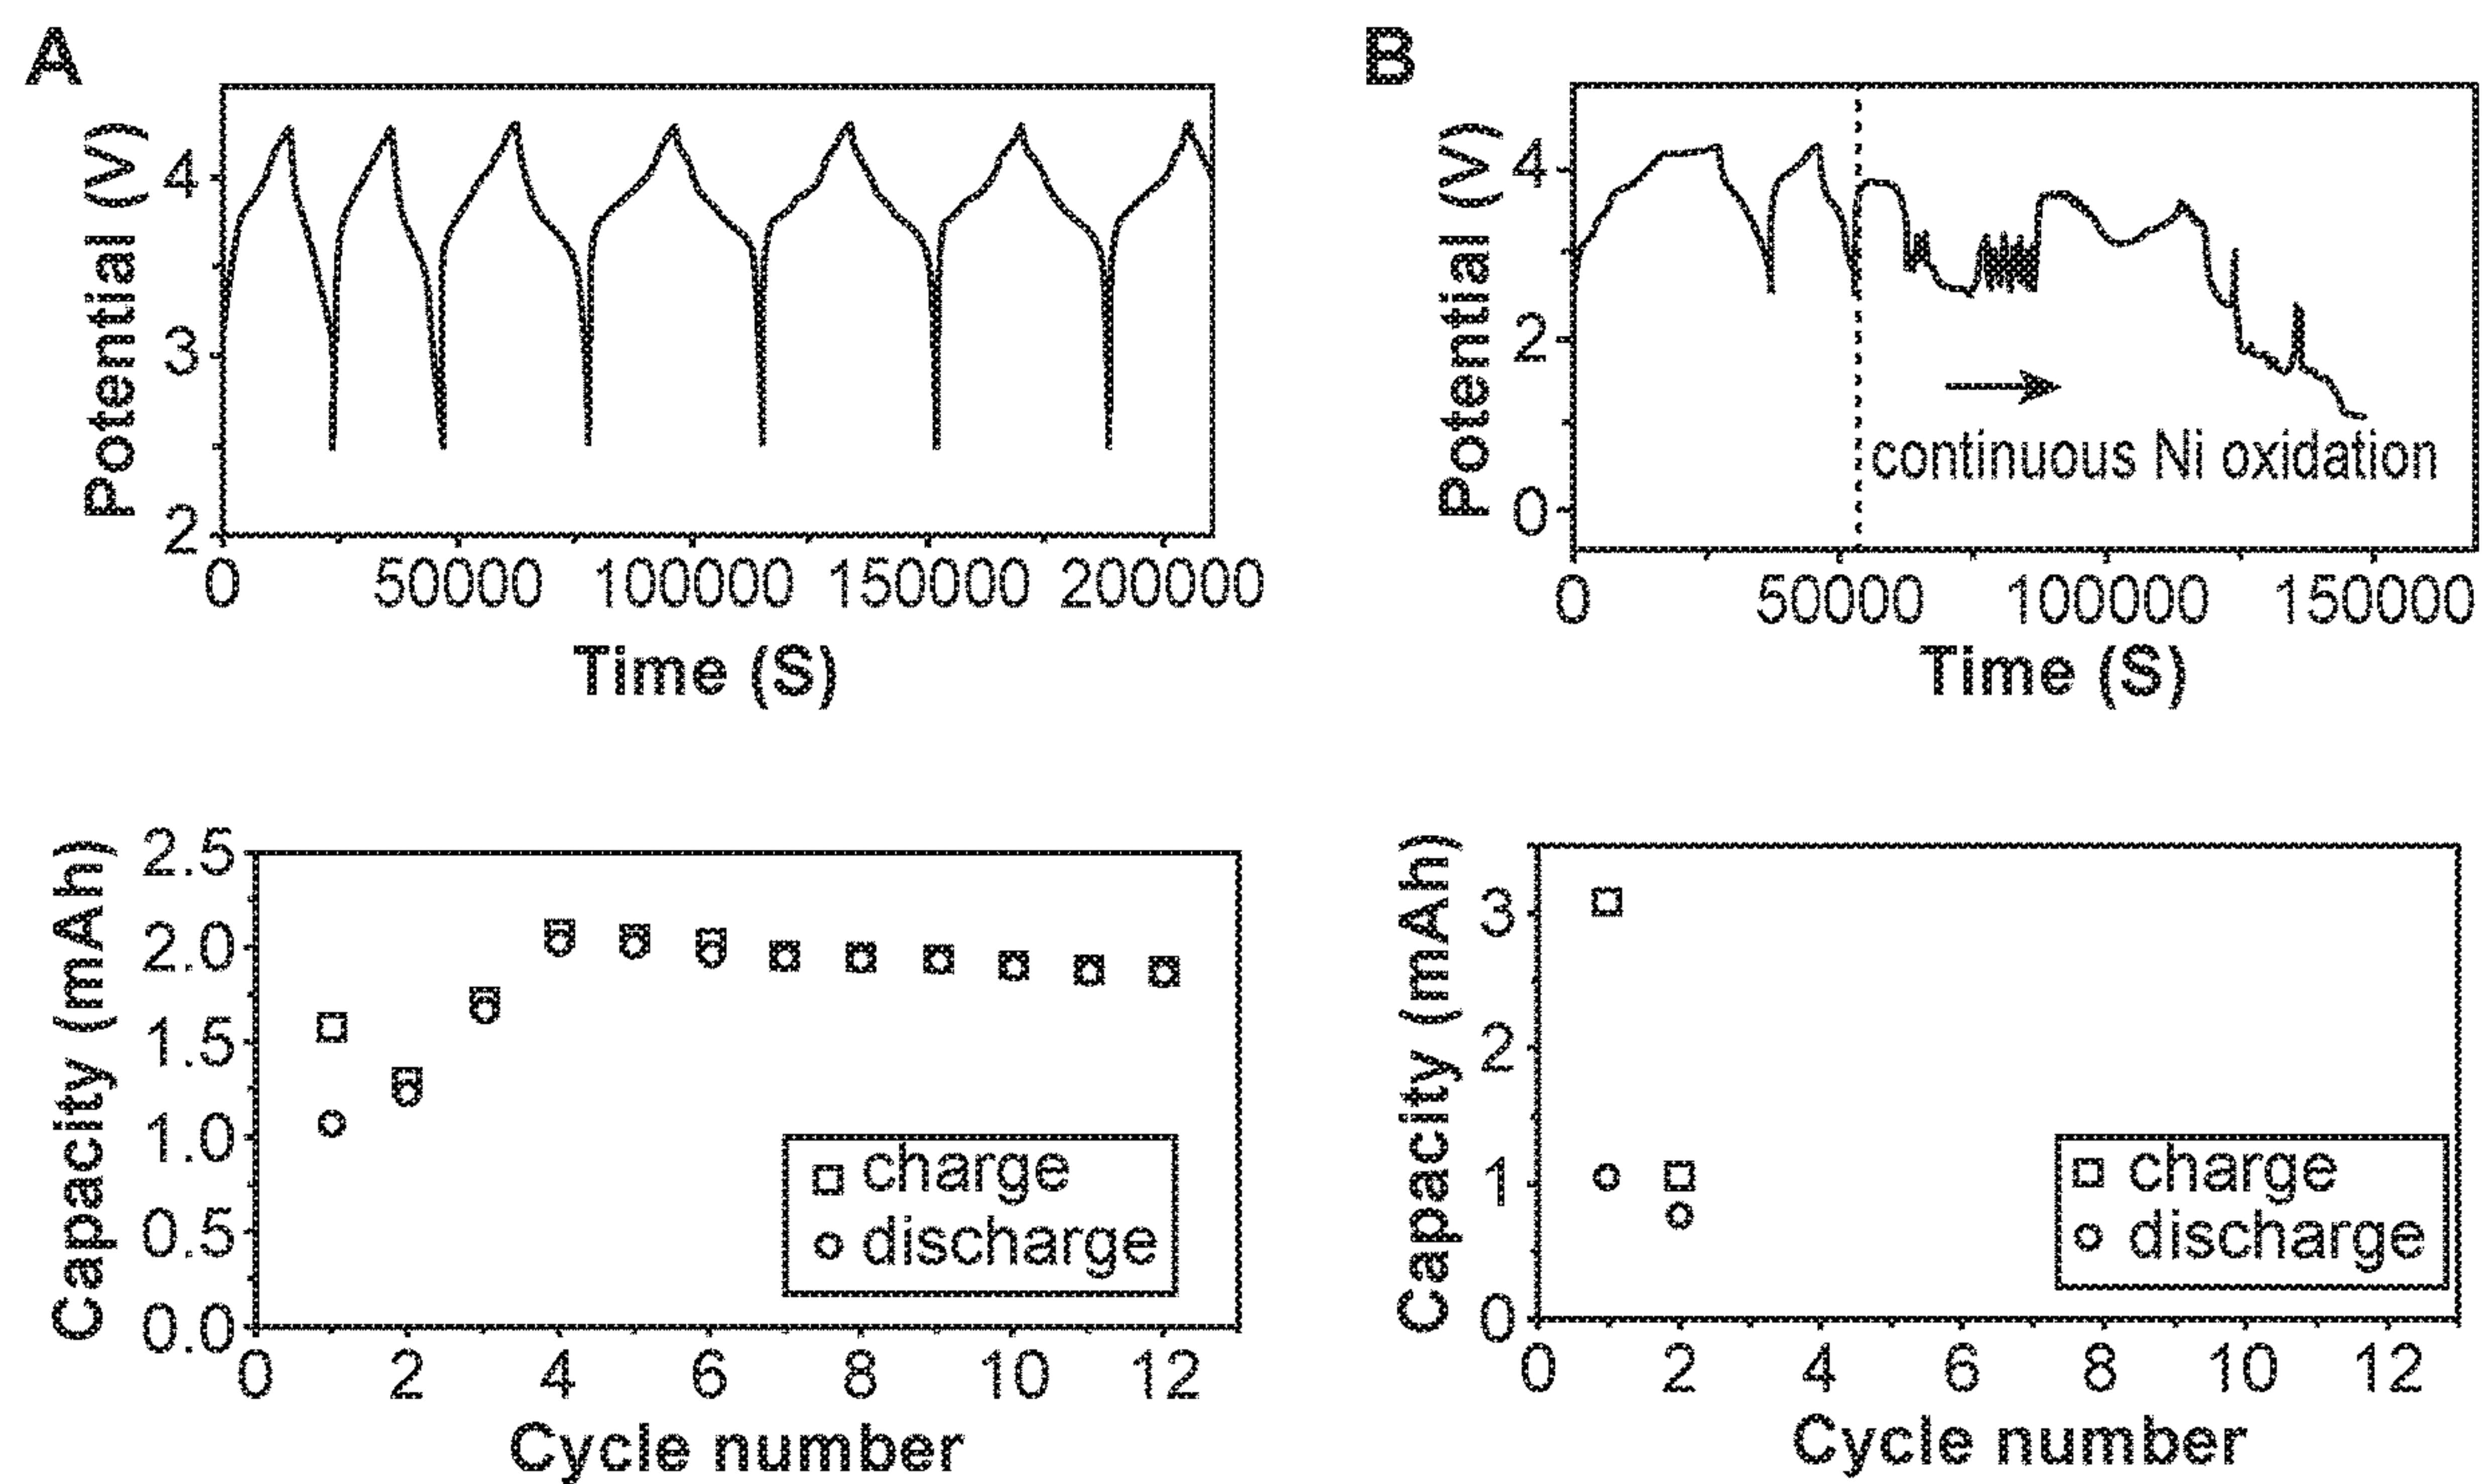 A
Potential (V)
4
3
2
0 50000 100000 150000 200000
Time (S)
B
Potential (V)
4
2
0
continuous Ni oxidation
0 50000 100000 150000
Time (S)
Capacity (mAh)
2.5
2.0
1.5
1.0
0.5
0.0
charge
discharge
0 2 4 6 8 10 12
Cycle number
Capacity (mAh)
3
2
1
0
charge
discharge
0 2 4 6 8 10 12
Cycle number